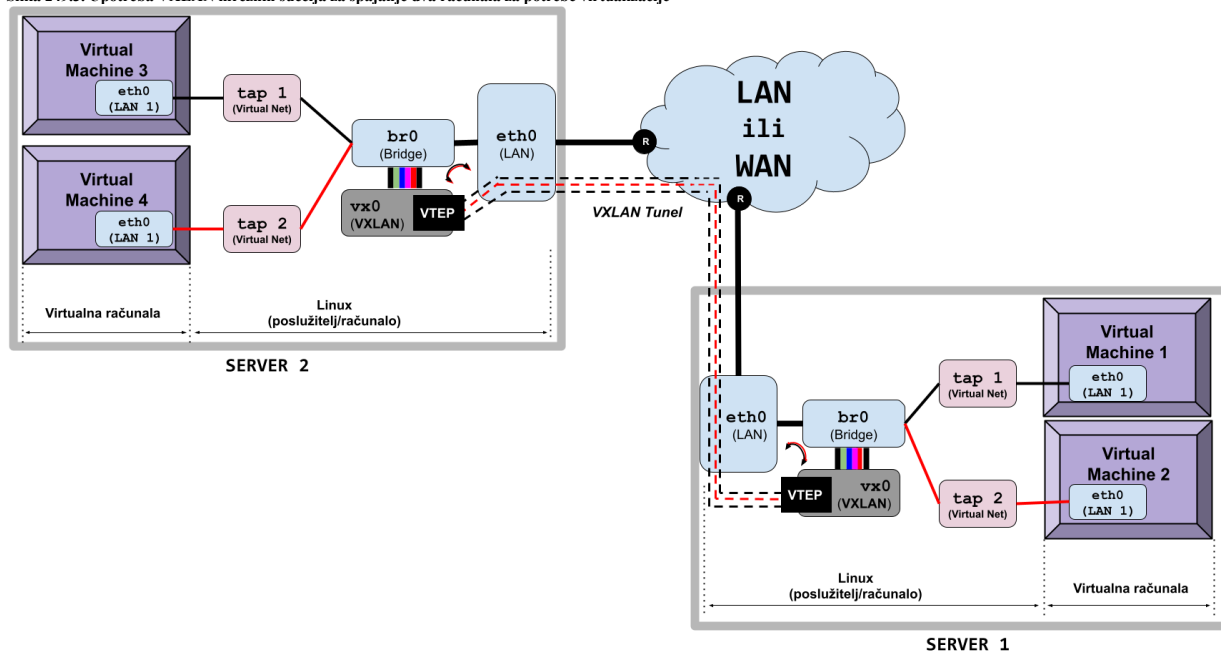 Virtual
Machine 3
eth0
(LAN 1)
tap 1
(Virtual Net)
Virtual
Machine 4
eth0
(LAN 1)
tap 2
(Virtual Net)
br0
(Bridge)
eth0
(LAN)
vx0
(VXLAN)
VTEP
R
LAN
ili
WAN
R
VXLAN Tunel
Virtualna računala
Linux
(poslužitelj/računalo)
SERVER 2
eth0
(LAN)
br0
(Bridge)
VTEP
vx0
(VXLAN)
tap 1
(Virtual Net)
tap 2
(Virtual Net)
Virtual
Machine 1
eth0
(LAN 1)
Virtual
Machine 2
eth0
(LAN 1)
Linux
(poslužitelj/računalo)
Virtualna računala
SERVER 1